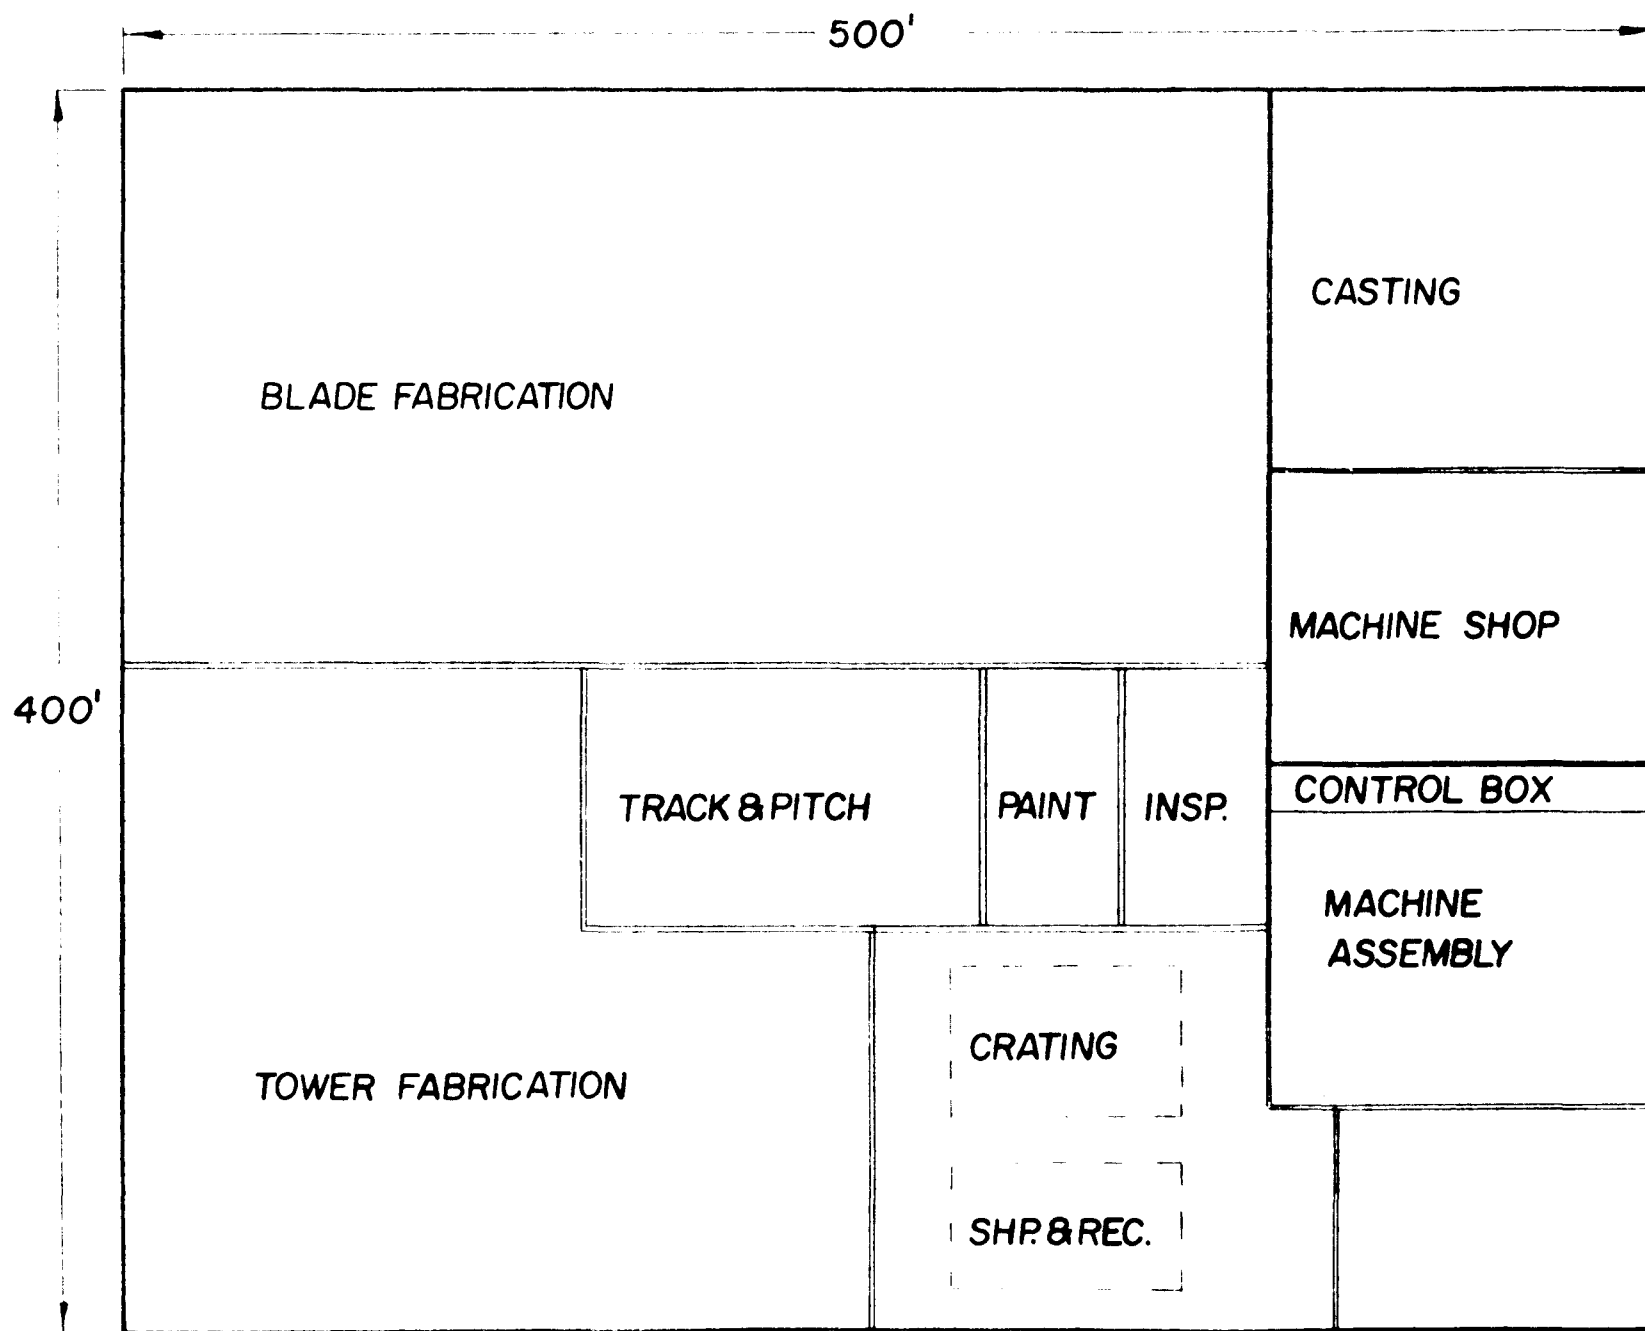 500'
CASTING
BLADE FABRICATION
MACHINE SHOP
400'
CONTROL BOX
TRACK & PITCH
PAINT
INSP.
MACHINE
ASSEMBLY
CRATING
TOWER FABRICATION
SHP. & REC.